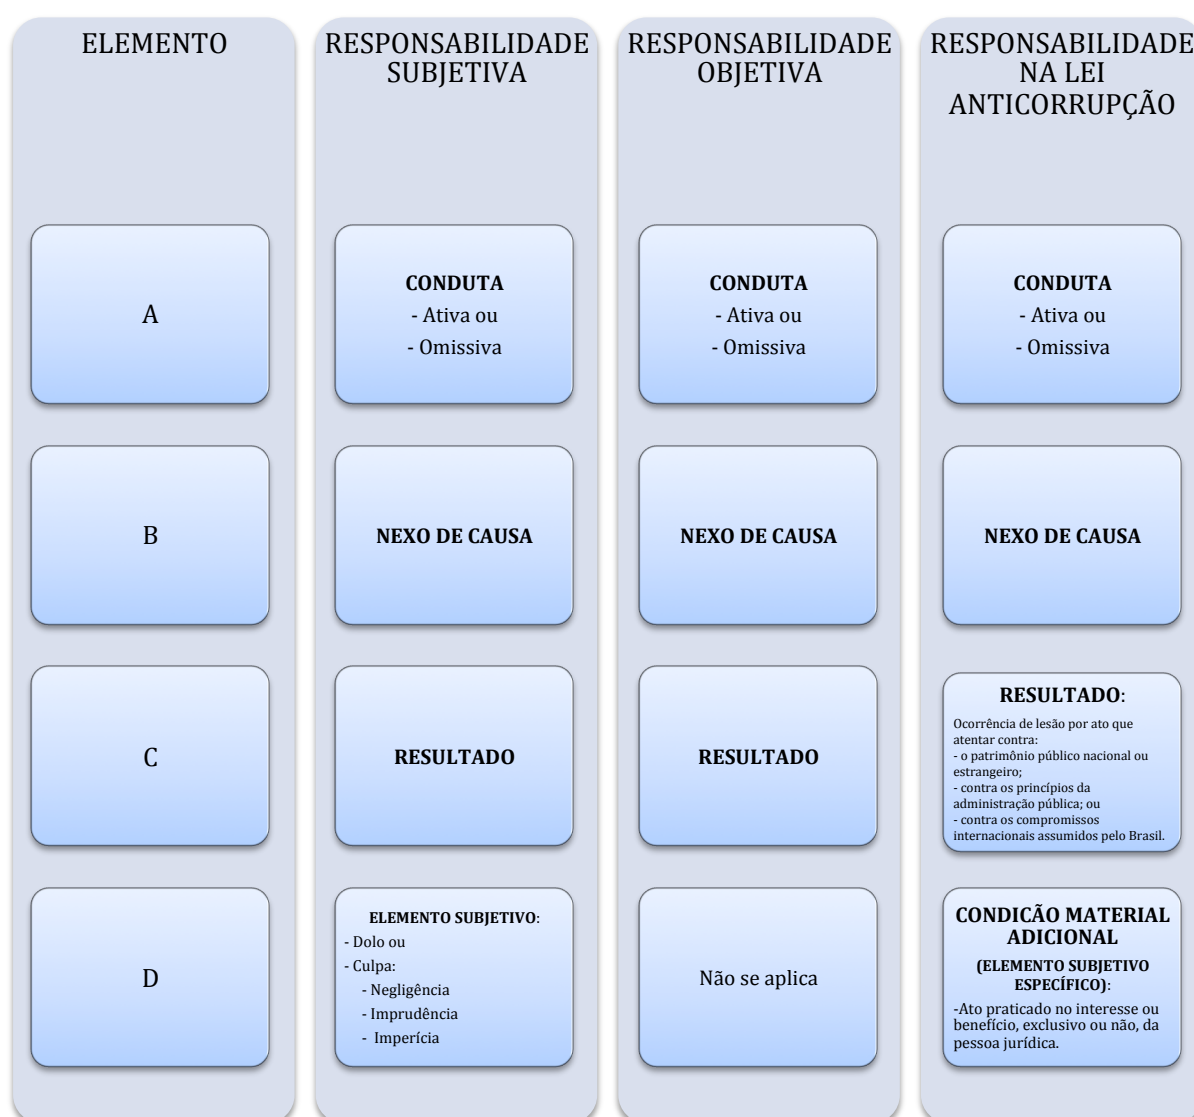 ELEMENTO
RESPONSABILIDADE
SUBJETIVA
RESPONSABILIDADE
OBJETIVA
RESPONSABILIDADE
NA LEI
ANTICORRUPÇÃO
A
CONDUTA
- Ativa ou
- Omissiva
CONDUTA
- Ativa ou
- Omissiva
CONDUTA
- Ativa ou
- Omissiva
B
NEXO DE CAUSA
NEXO DE CAUSA
NEXO DE CAUSA
C
RESULTADO
RESULTADO
RESULTADO:
Ocorrência de lesão por ato que
atentar contra:
- o patrimônio público nacional ou
estrangeiro;
- contra os princípios da
administração pública; ou
- contra os compromissos
internacionais assumidos pelo Brasil.
D
ELEMENTO SUBJETIVO:
- Dolo ou
- Culpa:
- Negligência
- Imprudência
- Imperícia
Não se aplica
CONDICÃO MATERIAL
ADICIONAL
(ELEMENTO SUBJETIVO
ESPECÍFICO):
-Ato praticado no interesse ou
benefício, exclusivo ou não, da
pessoa jurídica.